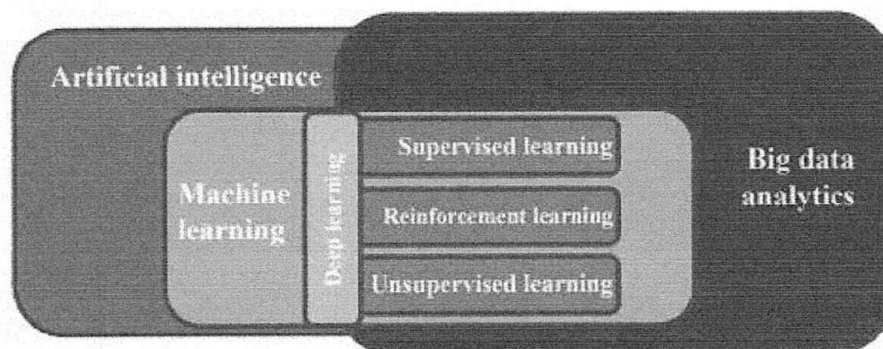 Artificial intelligence
Machine
learning
Deep learning
Supervised learning
Reinforcement learning
Unsupervised learning
Big data
analytics